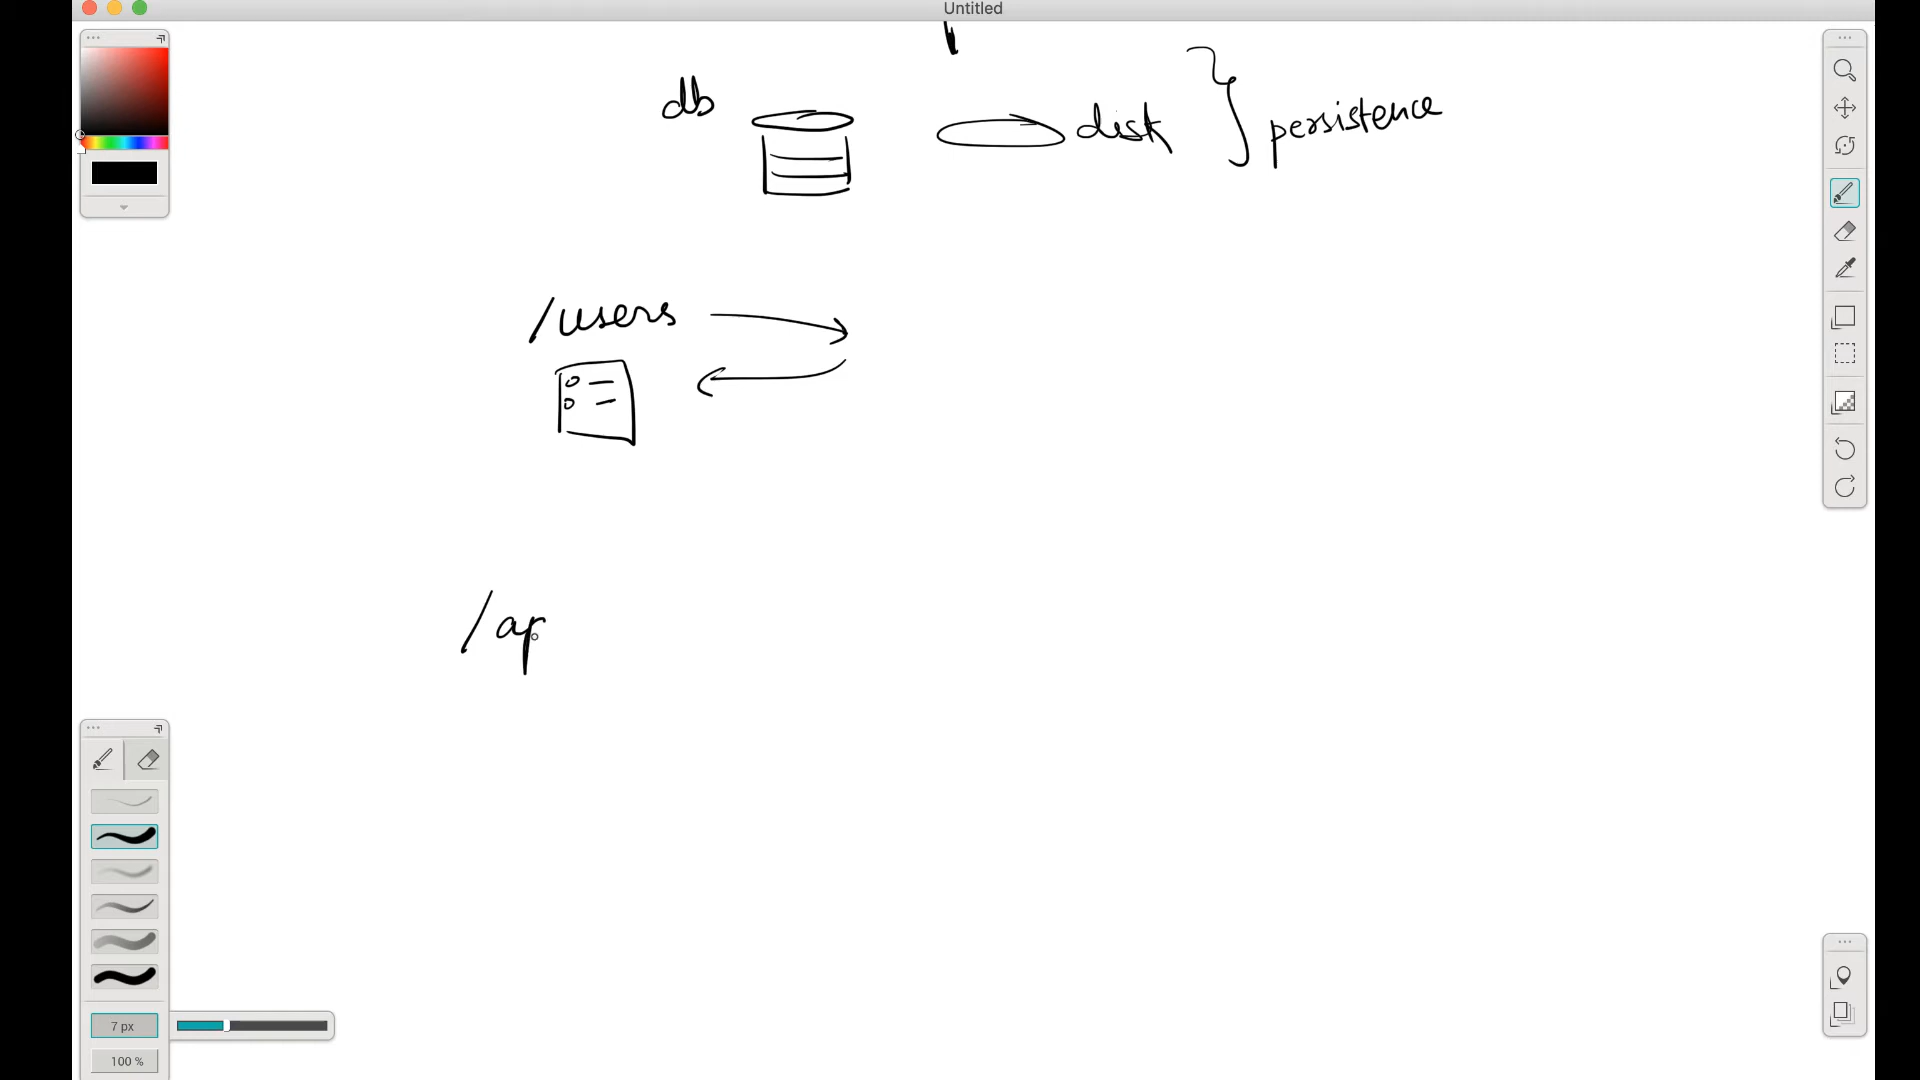 Untitled
db
disk
persistence
/users
/ap
7 px
100 %